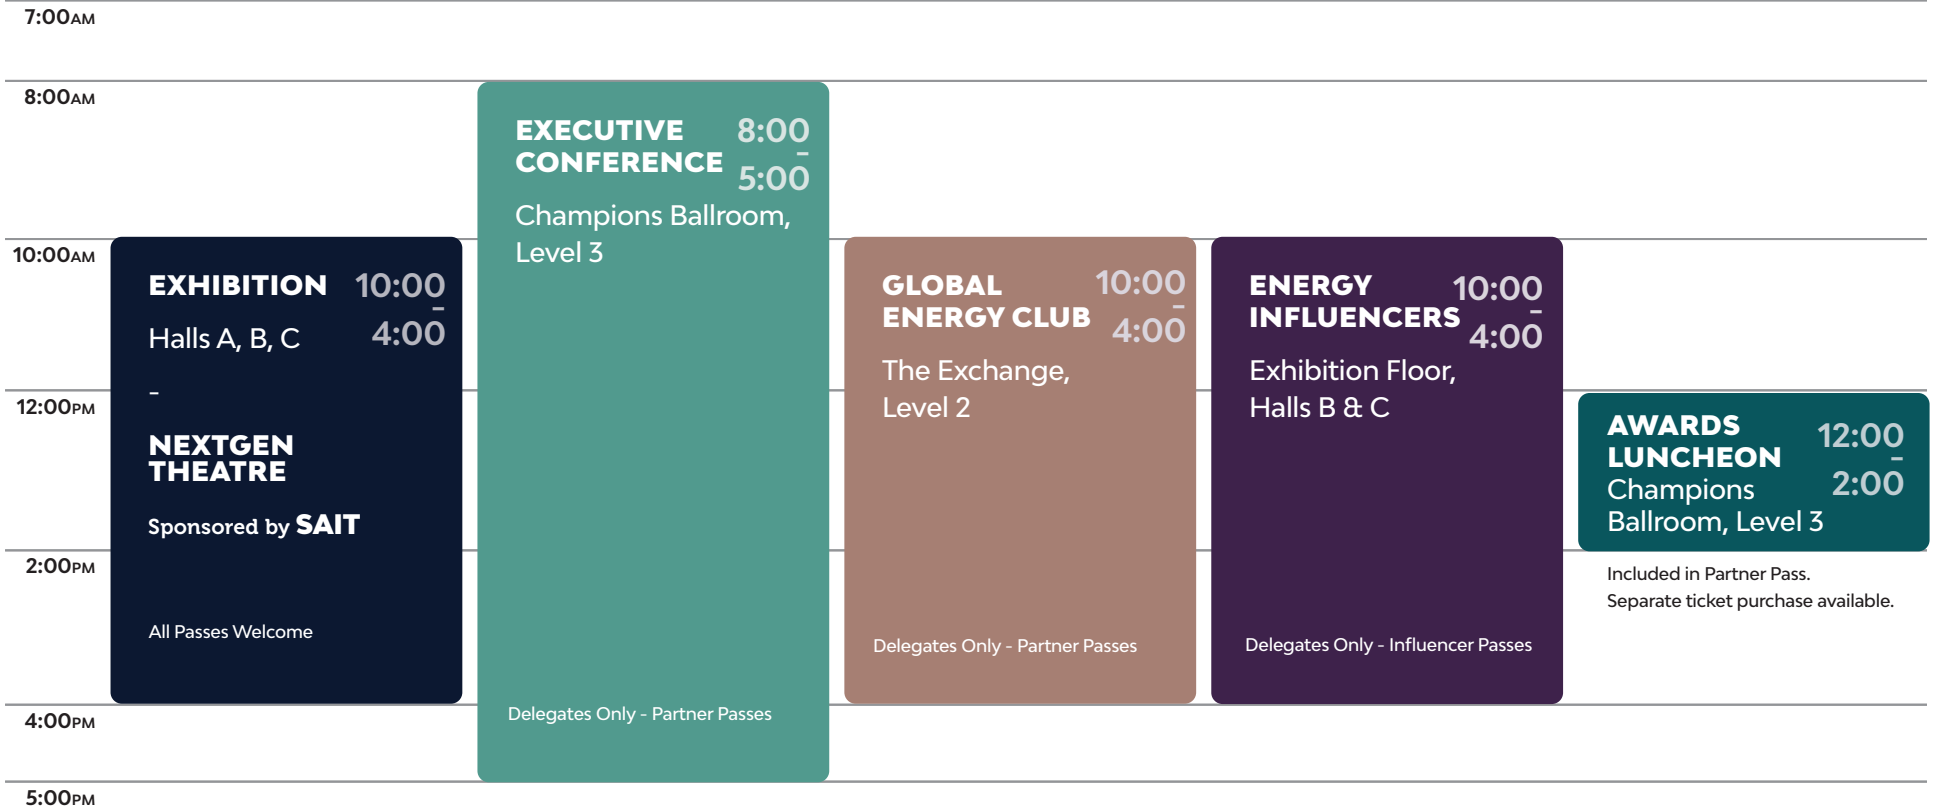 7:00AM
8:00AM
10:00AM
12:00PM
2:00PM
4:00PM
5:00PM
EXHIBITION
10:00
–
4:00
Halls A, B, C
–
NEXTGEN
THEATRE
Sponsored by SAIT
All Passes Welcome
EXECUTIVE
CONFERENCE
8:00
–
5:00
Champions Ballroom,
Level 3
Delegates Only - Partner Passes
GLOBAL
ENERGY CLUB
10:00
–
4:00
The Exchange,
Level 2
Delegates Only - Partner Passes
ENERGY
INFLUENCERS
10:00
–
4:00
Exhibition Floor,
Halls B & C
Delegates Only - Influencer Passes
AWARDS
LUNCHEON
12:00
–
2:00
Champions
Ballroom, Level 3
Included in Partner Pass.
Separate ticket purchase available.